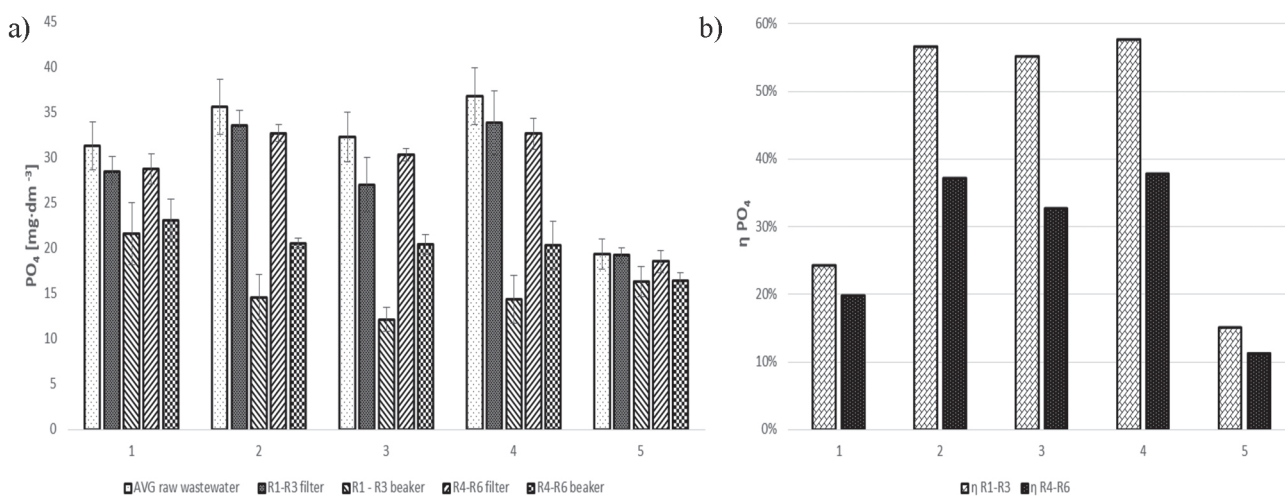 a)
PO₄ [mg·dm ⁻³]
45
40
35
30
25
20
15
10
5
0
1 2 3 4 5
AVG raw wastewater R1-R3 filter R1 - R3 beaker R4-R6 filter R4-R6 beaker
b)
η PO₄
60%
50%
40%
30%
20%
10%
0%
1 2 3 4 5
η R1-R3 η R4-R6